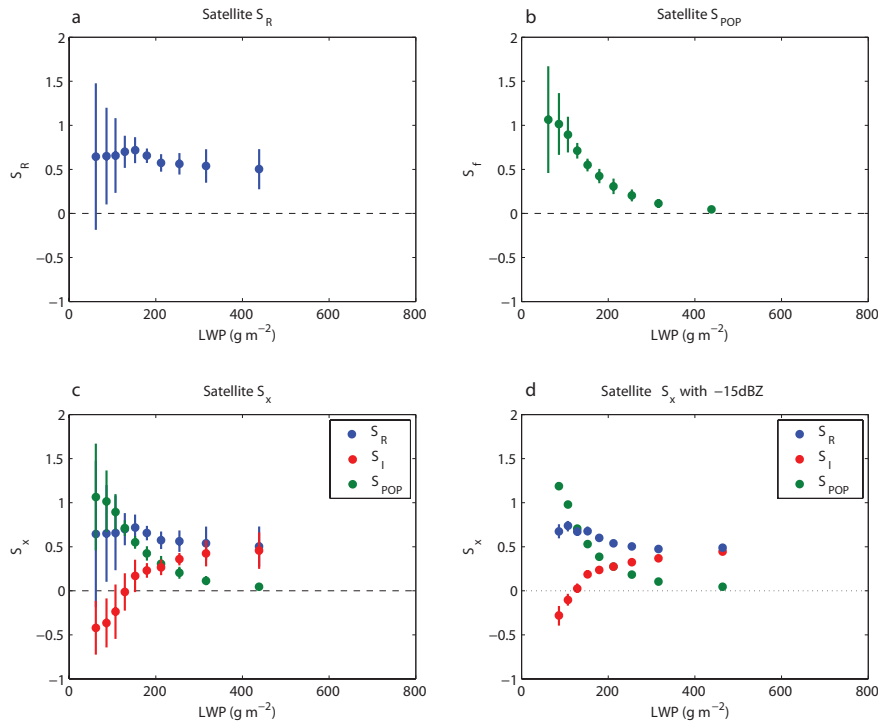 a Satellite S_R
2
1.5
1
0.5
0
−0.5
−1
S_R
0 200 400 600 800
LWP (g m⁻²)
b Satellite S_POP
2
1.5
1
0.5
0
−0.5
−1
S_f
0 200 400 600 800
LWP (g m⁻²)
c Satellite S_x
2
1.5
1
0.5
0
−0.5
−1
S_x
S_R
S_I
S_POP
0 200 400 600 800
LWP (g m⁻²)
d Satellite S_x with −15dBZ
2
1.5
1
0.5
0
−0.5
−1
S_x
S_R
S_I
S_POP
0 200 400 600 800
LWP (g m⁻²)